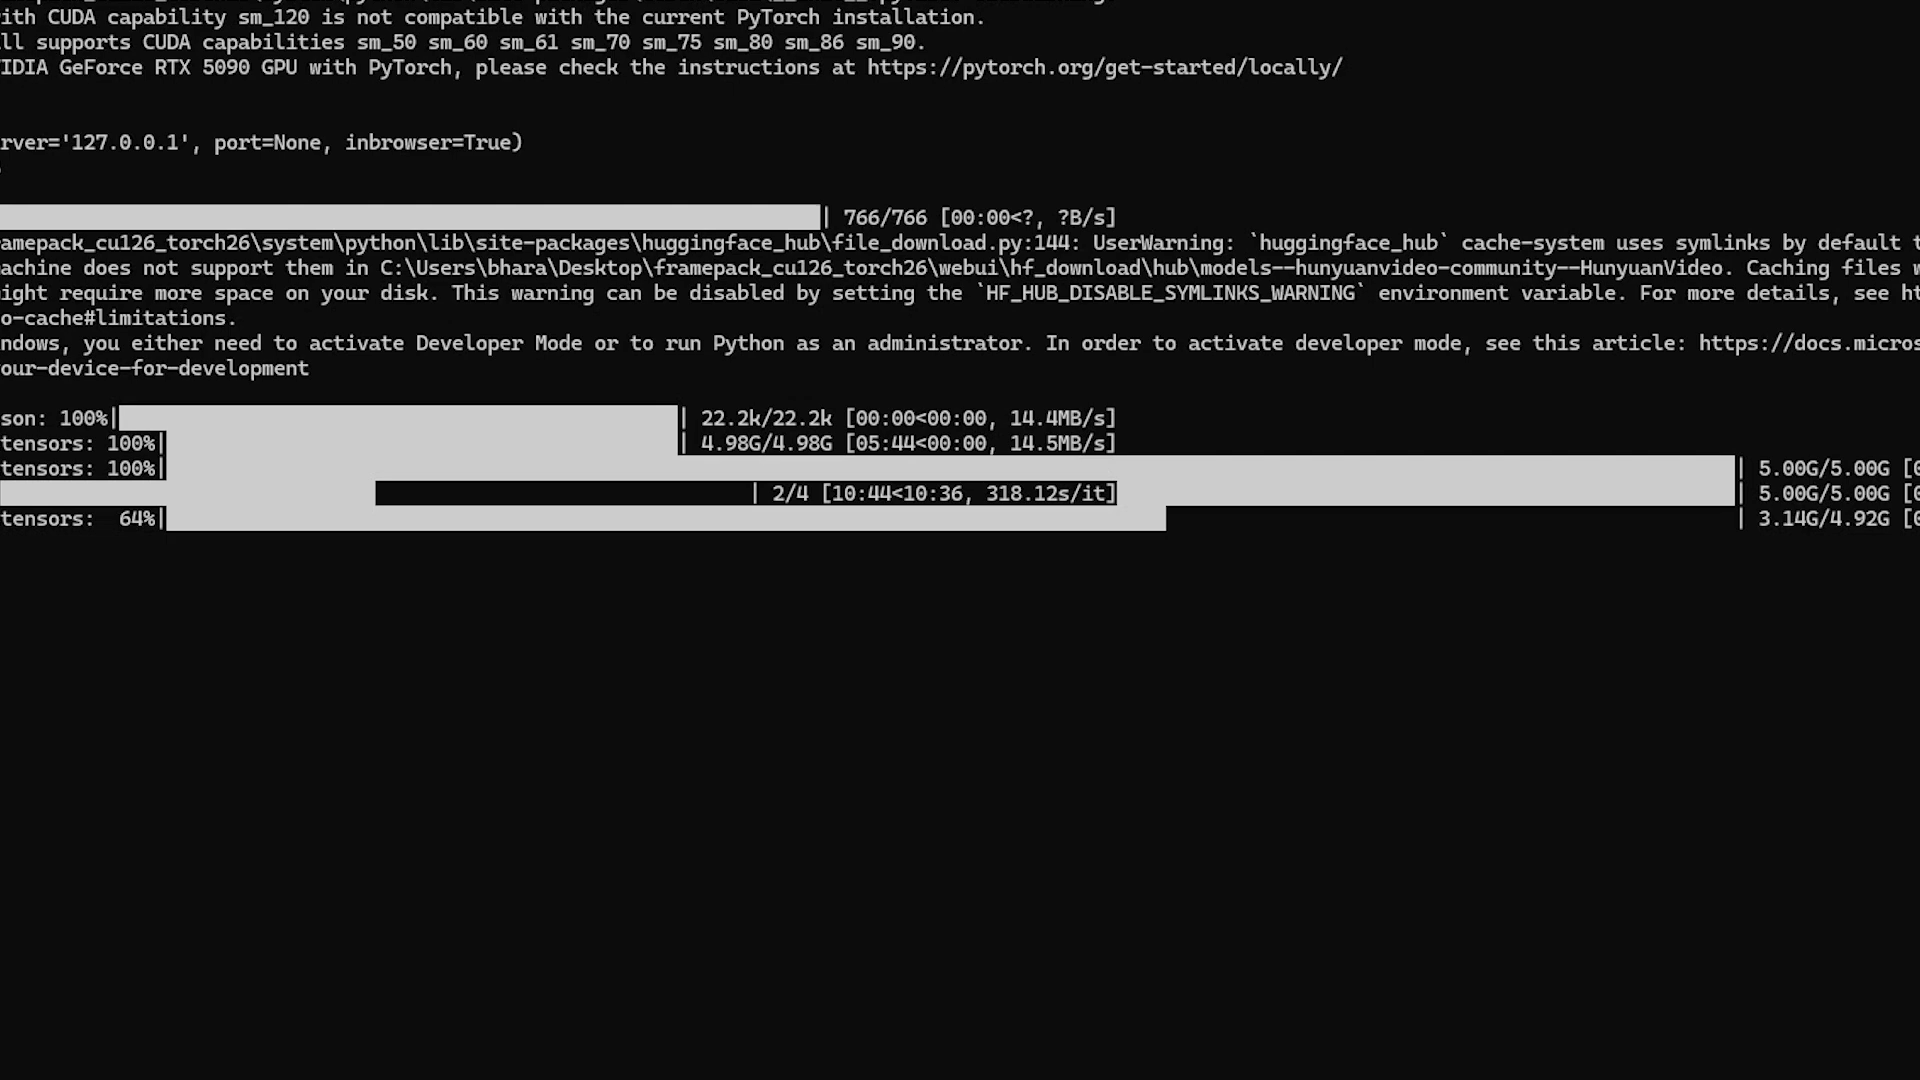 ith CUDA capability sm_120 is not compatible with the current PyTorch installation.
ll supports CUDA capabilities sm_50 sm_60 sm_61 sm_70 sm_75 sm_80 sm_86 sm_90.
IDIA GeForce RTX 5090 GPU with PyTorch, please check the instructions at https://pytorch.org/get-started/locally/
rver='127.0.0.1', port=None, inbrowser=True)
| 766/766 [00:00<?, ?B/s]
amepack_cu126_torch26\system\python\lib\site-packages\huggingface_hub\file_download.py:144: UserWarning: `huggingface_hub` cache-system uses symlinks by default t
achine does not support them in C:\Users\bhara\Desktop\framepack_cu126_torch26\webui\hf_download\hub\models--hunyuanvideo-community--HunyuanVideo. Caching files w
ight require more space on your disk. This warning can be disabled by setting the `HF_HUB_DISABLE_SYMLINKS_WARNING` environment variable. For more details, see ht
o-cache#limitations.
ndows, you either need to activate Developer Mode or to run Python as an administrator. In order to activate developer mode, see this article: https://docs.micros
our-device-for-development
son: 100%| | 22.2k/22.2k [00:00<00:00, 14.4MB/s]
tensors: 100%| | 4.98G/4.98G [05:44<00:00, 14.5MB/s]
tensors: 100%| | 5.00G/5.00G [0
| 2/4 [10:44<10:36, 318.12s/it] | 5.00G/5.00G [0
tensors: 64%| | 3.14G/4.92G [0